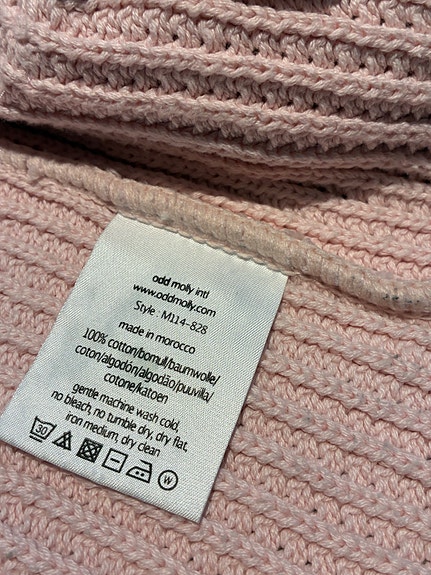 odd molly intl
www.oddmolly.com
Style : M114-828
made in morocco
100% cotton/bomull/baumwolle/
coton/algodón/algodão/puuvilla/
cotone/katoen
gentle machine wash cold,
no bleach, no tumble dry, dry flat,
iron medium, dry clean
30 W